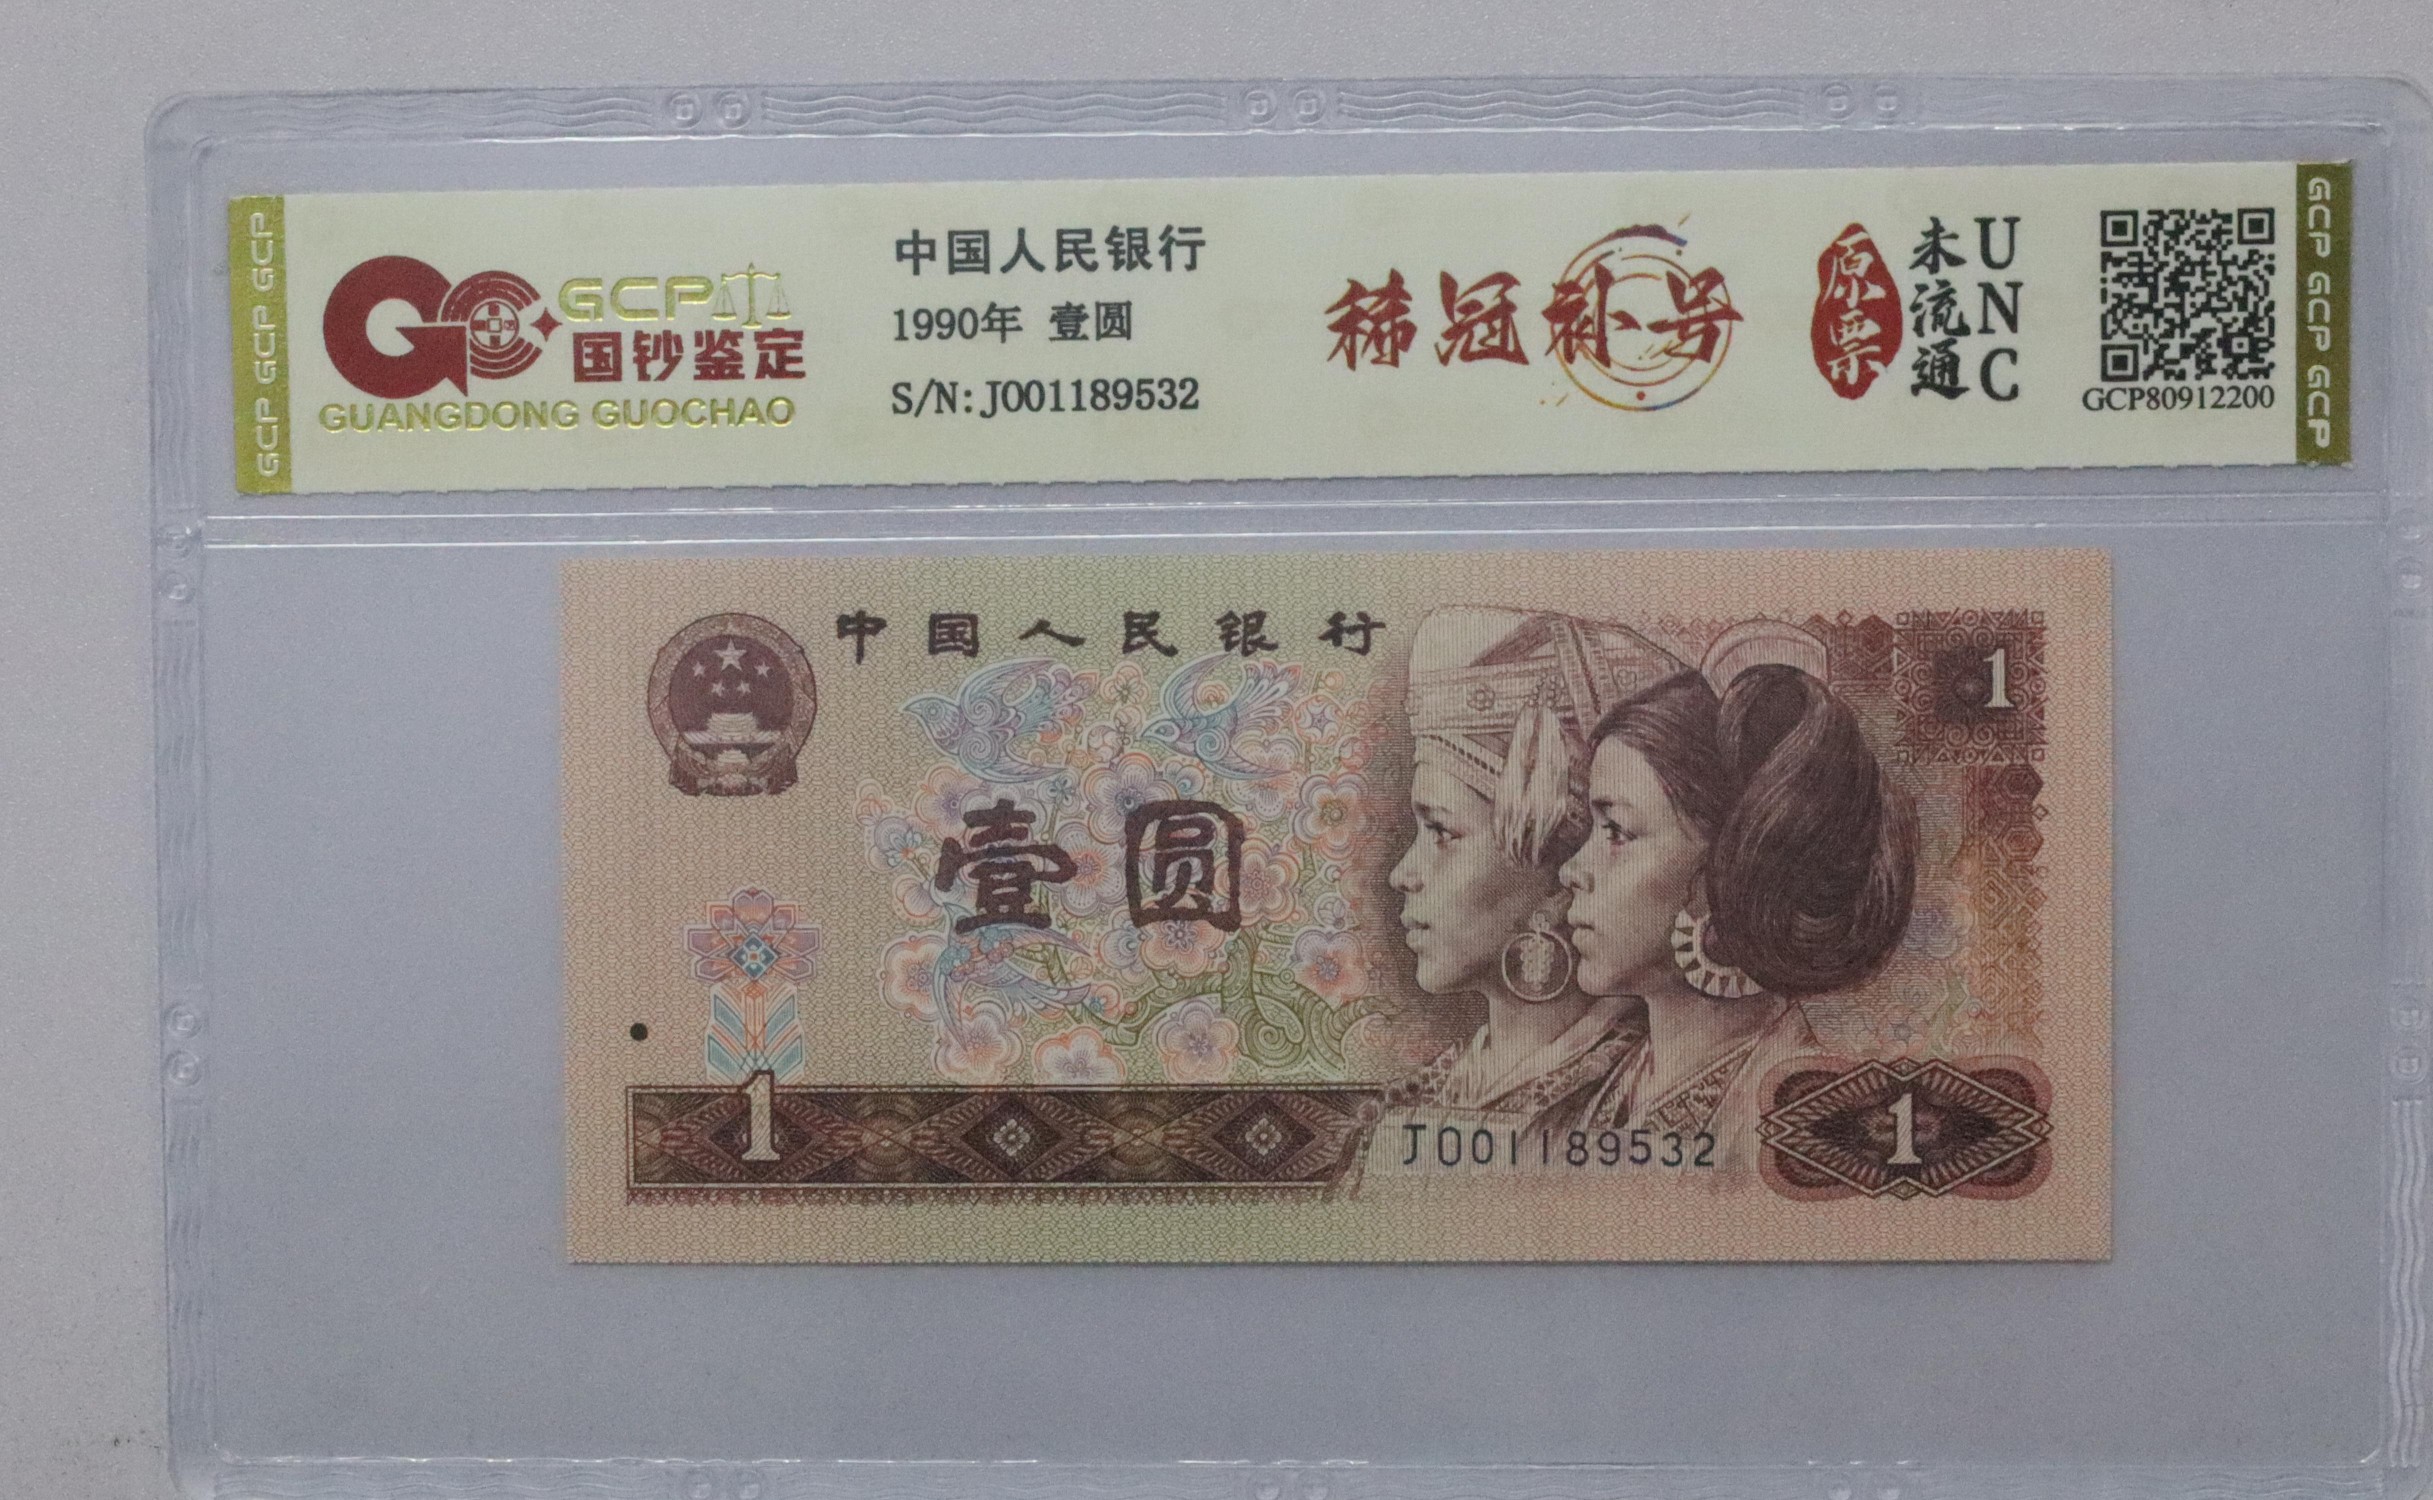 GCP GCP GCP
GCP
国钞鉴定
GUANGDONG GUOCHAO
中国人民银行
1990年 壹圆
S/N:J001189532
稀冠补号
原票
未流通
UNC
GCP80912200
GCP GCP GCP
中国人民银行
1
壹圆
1
J001189532
1